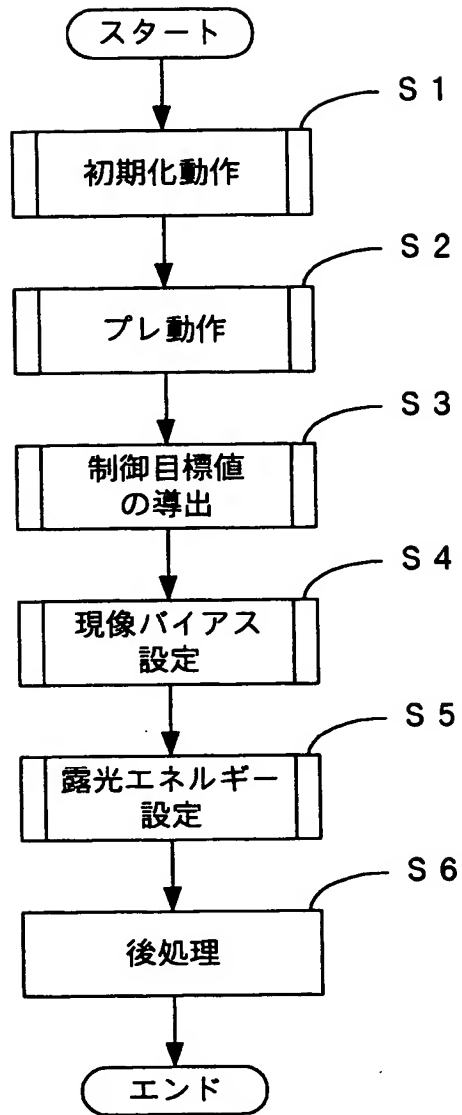 スタート
S 1
初期化動作
S 2
プレ動作
S 3
制御目標値
の導出
S 4
現像バイアス
設定
S 5
露光エネルギー
設定
S 6
後処理
エンド